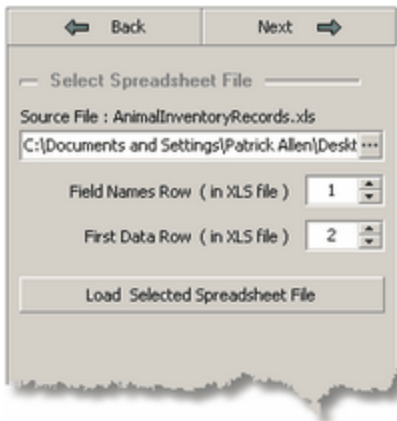 Back Next
Select Spreadsheet File
Source File : AnimalInventoryRecords.xls
C:\Documents and Settings\Patrick Allen\Deskt ...
Field Names Row ( in XLS file ) 1
First Data Row ( in XLS file ) 2
Load Selected Spreadsheet File